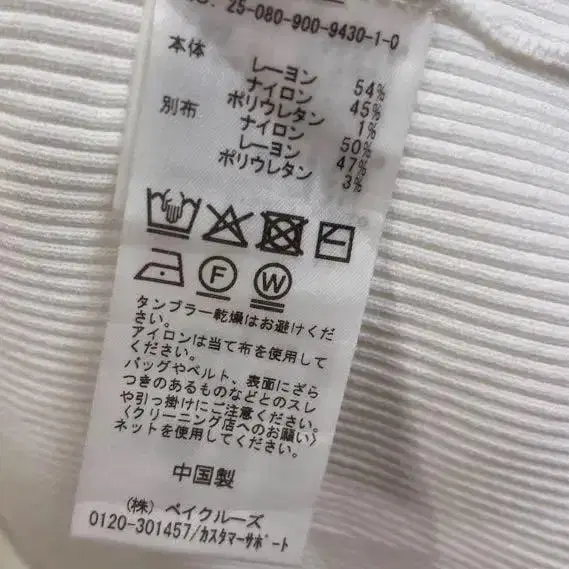 25-080-900-9430-1-0
本体
レーヨン 54%
ナイロン 45%
ポリウレタン 1%
別布
ナイロン 50%
レーヨン 47%
ポリウレタン 3%
F W
タンブラー乾燥はお避けくだ
さい。
アイロンは当て布を使用して
ください。
バッグやベルト、表面にざら
つきのあるものなどとのスレ
や引っ掛けにご注意ください。
〈クリーニング店へのお願い〉
ネットを使用してください。
中国製
(株) ベイクルーズ
0120-301457/カスタマーサポート